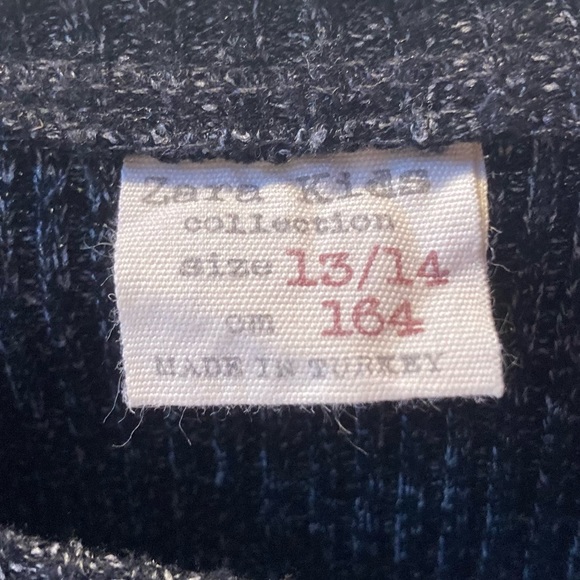 Zara Kids
collection
size 13/14
cm 164
MADE IN TURKEY